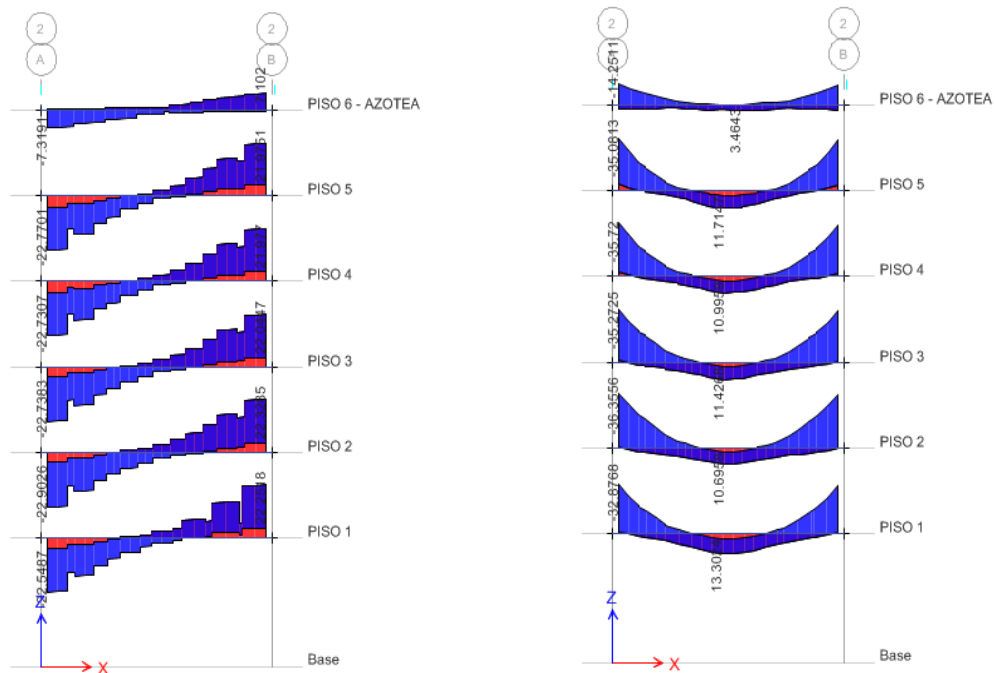 2
2
A
B
PISO 6 - AZOTEA
-7.3191
PISO 5
-22.7701
PISO 4
-22.7307
PISO 3
-22.7383
PISO 2
-22.9026
PISO 1
-22.5487
Z
X
Base
2
2
B
-14.2511
PISO 6 - AZOTEA
3.4643
-35.0813
PISO 5
-35.72
PISO 4
-35.2725
PISO 3
-36.3556
PISO 2
-32.8768
PISO 1
Z
X
Base